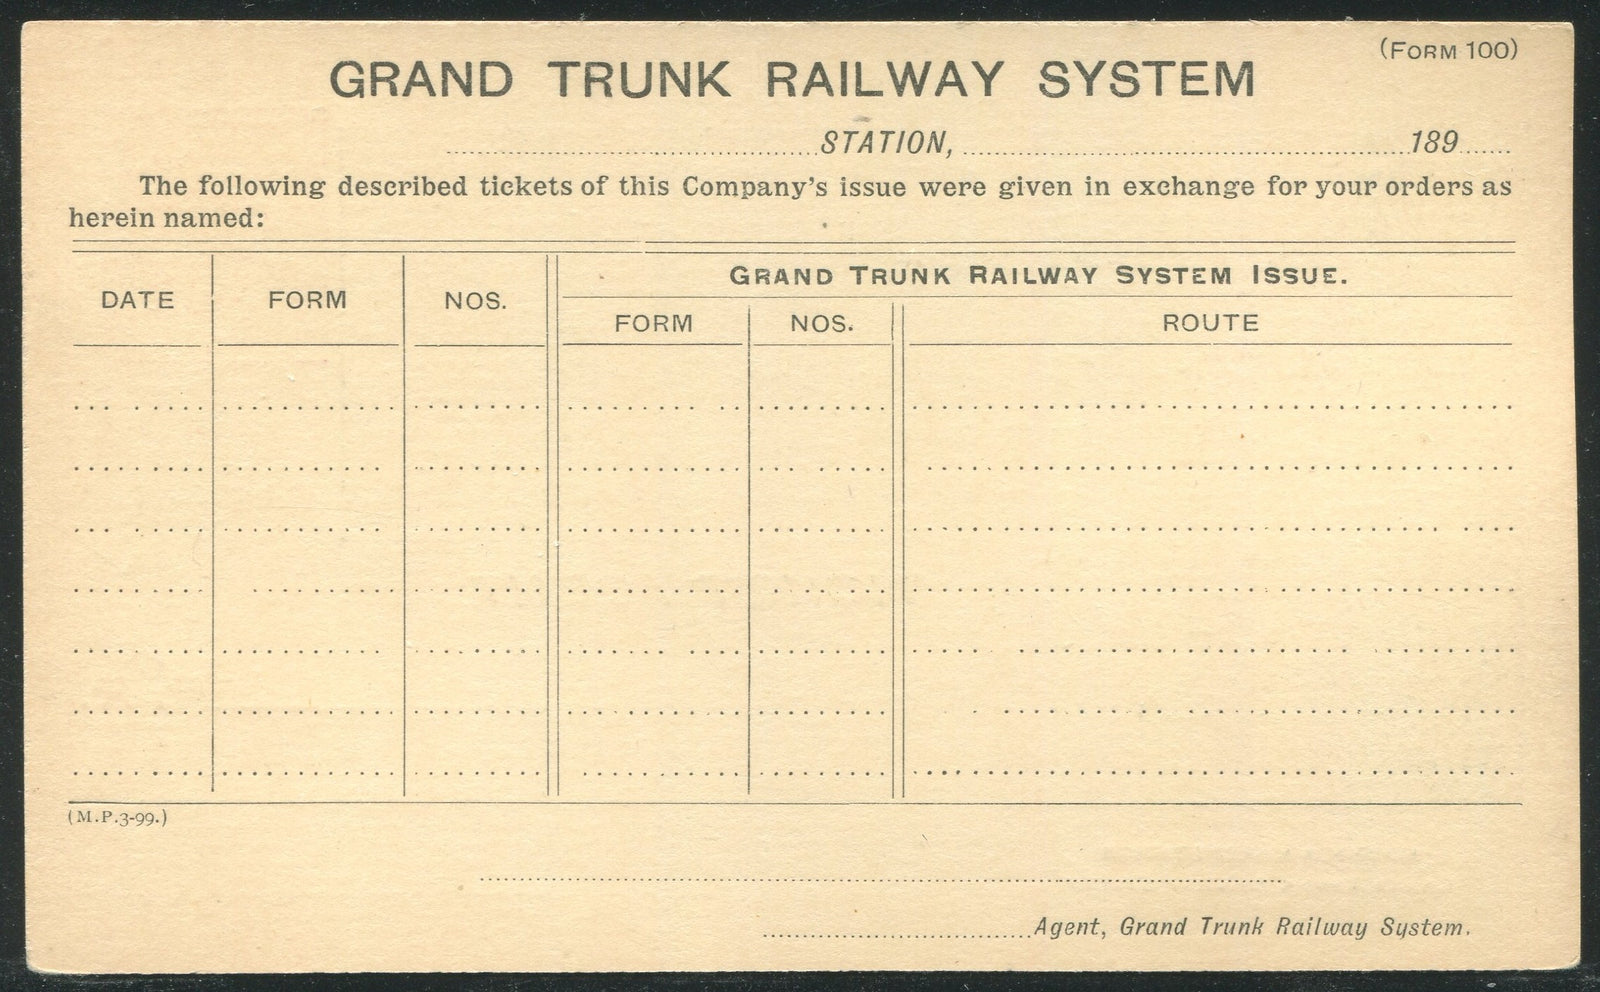 (FORM 100)
GRAND TRUNK RAILWAY SYSTEM
STATION, 189
The following described tickets of this Company's issue were given in exchange for your orders as
herein named:
GRAND TRUNK RAILWAY SYSTEM ISSUE.
DATE FORM NOS.
FORM NOS. ROUTE
(M.P.3-99.)
Agent, Grand Trunk Railway System.